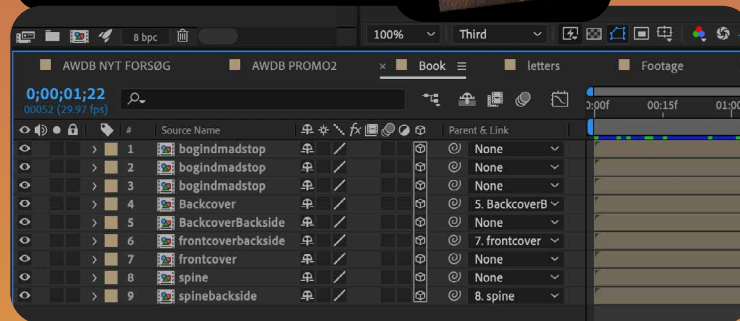 8 bpc 100% Third
AWDB NYT FORSØG AWDB PROMO2 × Book letters Footage
0;00;01;22
00052 (29.97 fps)
:00f 00:15f 01:00
# Source Name fx Parent & Link
1 bogindmadstop None
2 bogindmadstop None
3 bogindmadstop None
4 Backcover 5. BackcoverB
5 BackcoverBackside None
6 frontcoverbackside 7. frontcover
7 frontcover None
8 spine None
9 spinebackside 8. spine